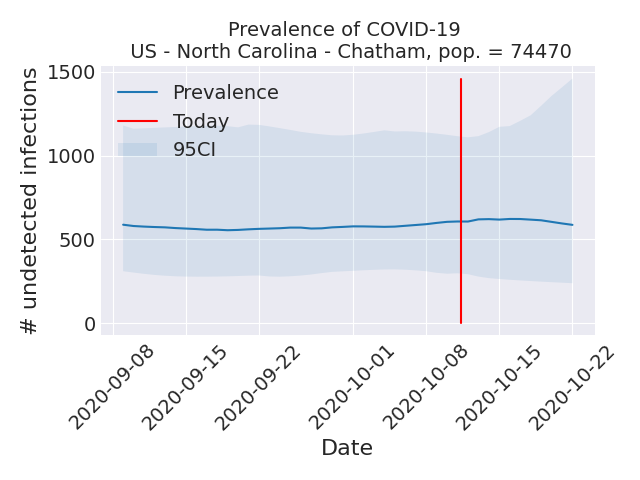 Prevalence of COVID-19
US - North Carolina - Chatham, pop. = 74470
# undetected infections
1500
1000
500
0
Prevalence
Today
95CI
2020-09-08
2020-09-15
2020-09-22
2020-10-01
2020-10-08
2020-10-15
2020-10-22
Date